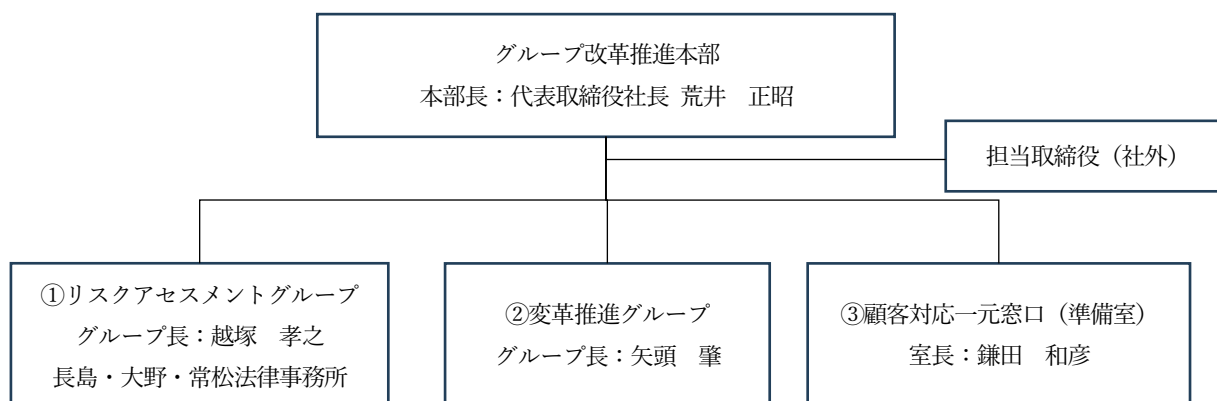 グループ改革推進本部
本部長：代表取締役社長 荒井　正昭
担当取締役（社外）
①リスクアセスメントグループ
グループ長：越塚　孝之
長島・大野・常松法律事務所
②変革推進グループ
グループ長：矢頭　肇
③顧客対応一元窓口（準備室）
室長：鎌田　和彦